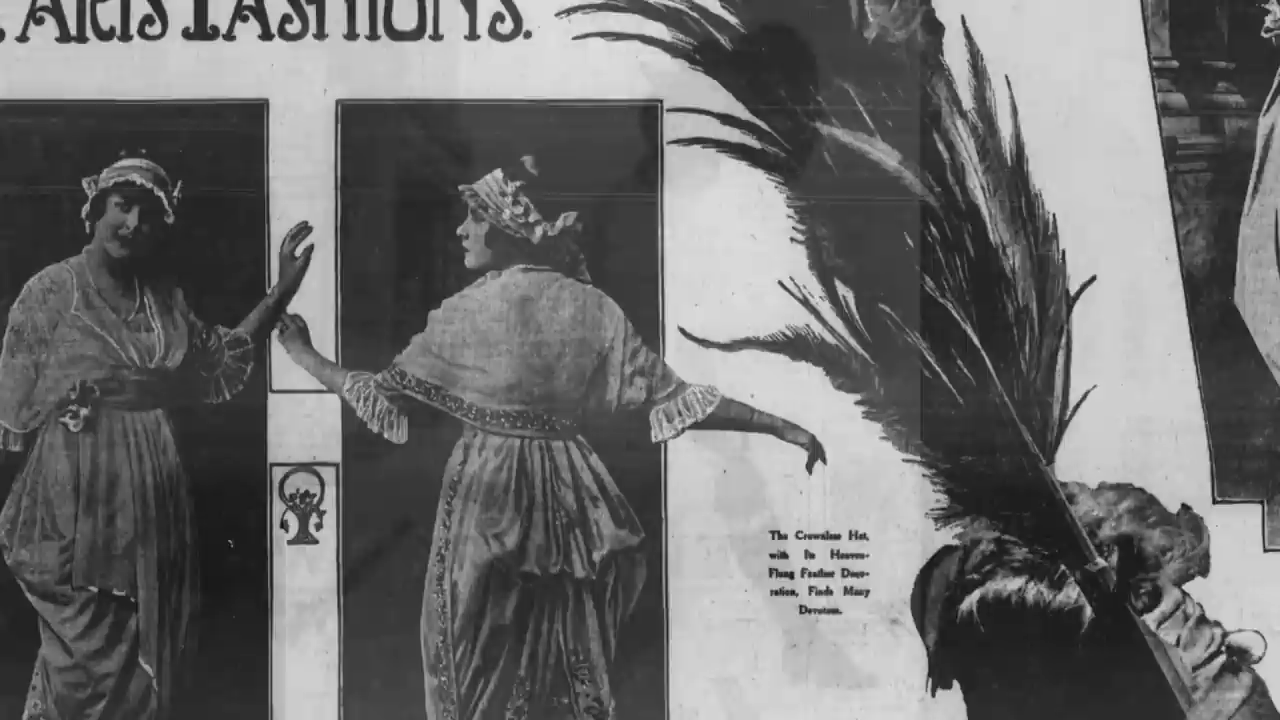 ARIS FASHIONS.
The Crownless Hat,
with Its Heaven-
Flung Feather Deco-
ration, Finds Many
Devotees.